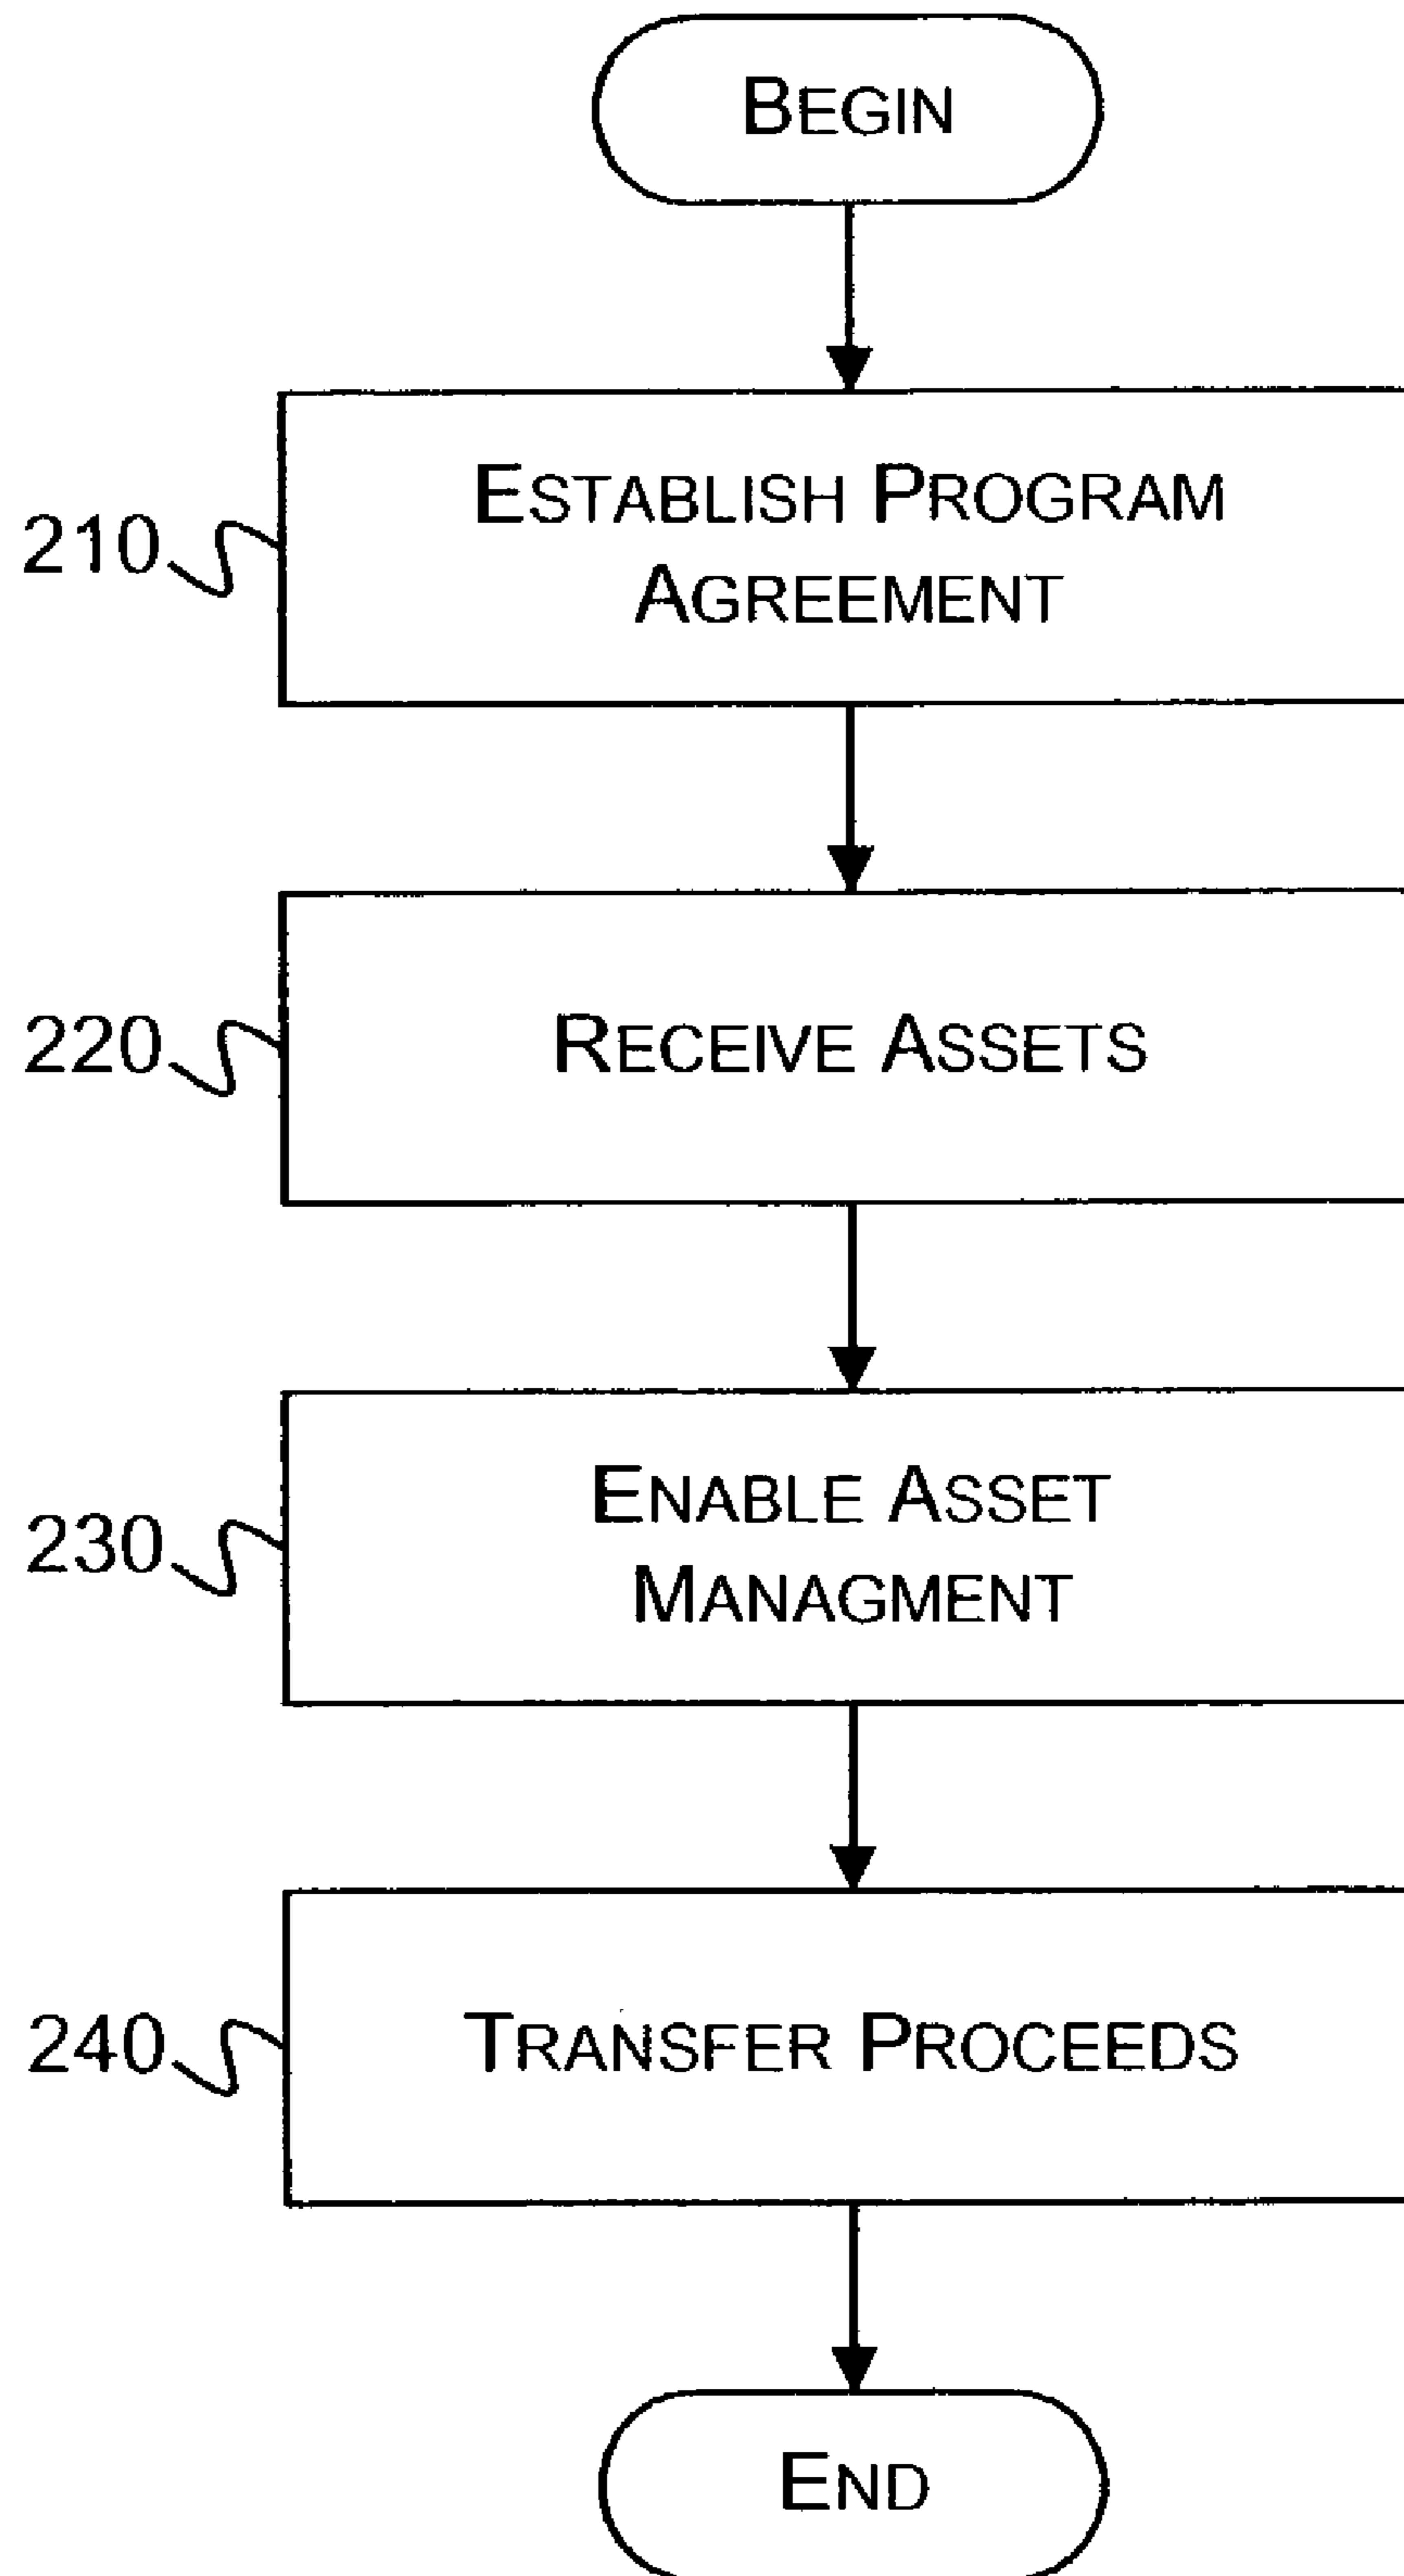 BEGIN
210
ESTABLISH PROGRAM
AGREEMENT
220
RECEIVE ASSETS
230
ENABLE ASSET
MANAGMENT
240
TRANSFER PROCEEDS
END